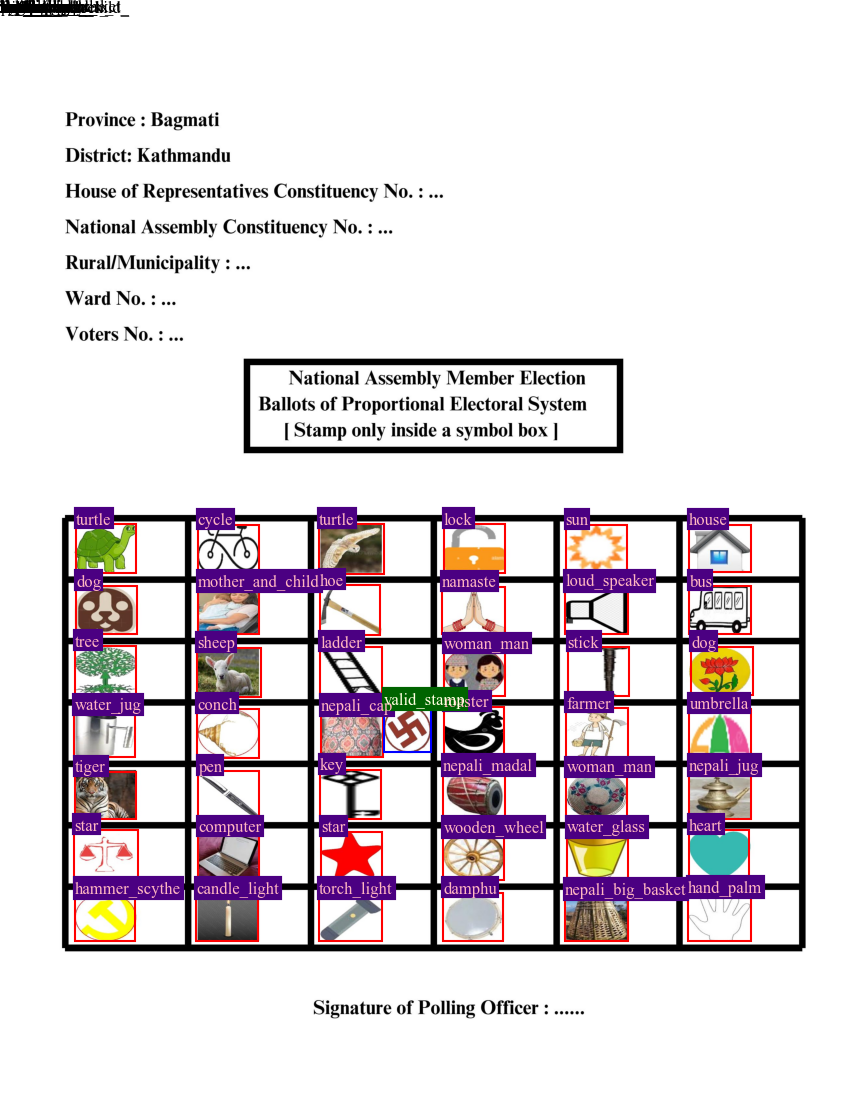 Province : Bagmati
District: Kathmandu
House of Representatives Constituency No. : ...
National Assembly Constituency No. : ...
Rural/Municipality : ...
Ward No. : ...
Voters No. : ...
National Assembly Member Election
Ballots of Proportional Electoral System
[ Stamp only inside a symbol box ]
turtle cycle turtle lock sun house
dog mother_and_child hoe namaste loud_speaker bus
tree sheep ladder woman_man stick dog
water_jug conch nepali_cap valid_stamp farmer umbrella
tiger pen key nepali_madal woman_man nepali_jug
star computer star wooden_wheel water_glass heart
hammer_scythe candle_light torch_light damphu nepali_big_basket hand_palm
Signature of Polling Officer : ......